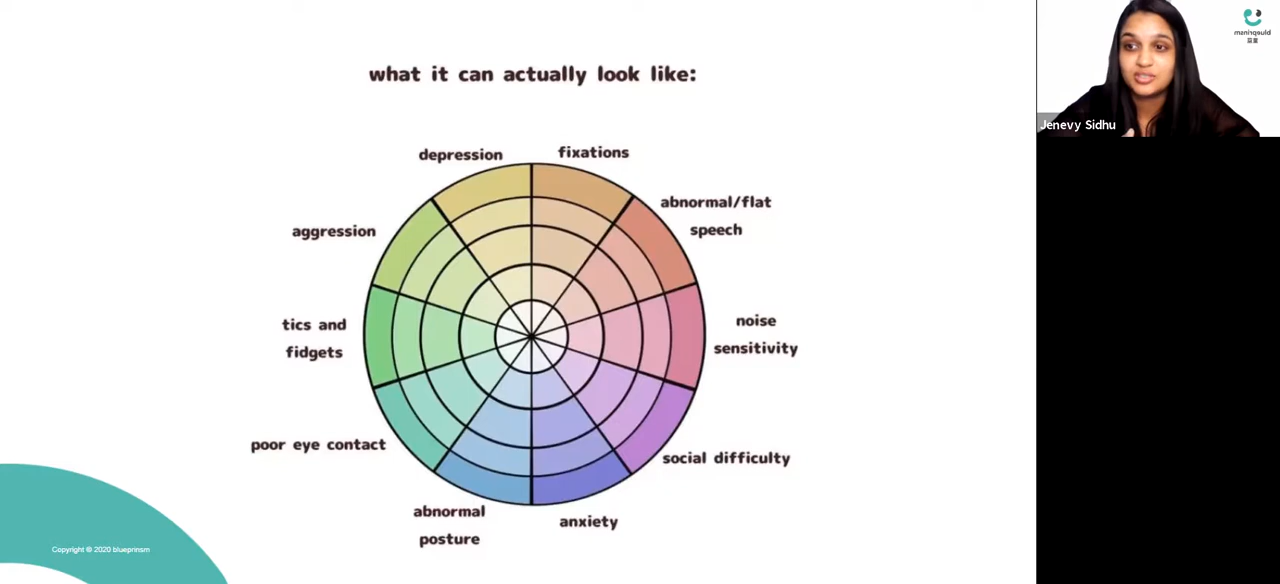 what it can actually look like:
depression
fixations
abnormal/flat
speech
aggression
tics and
fidgets
noise
sensitivity
poor eye contact
social difficulty
abnormal
posture
anxiety
Copyright © 2020 blueprinsm
Jenevy Sidhu